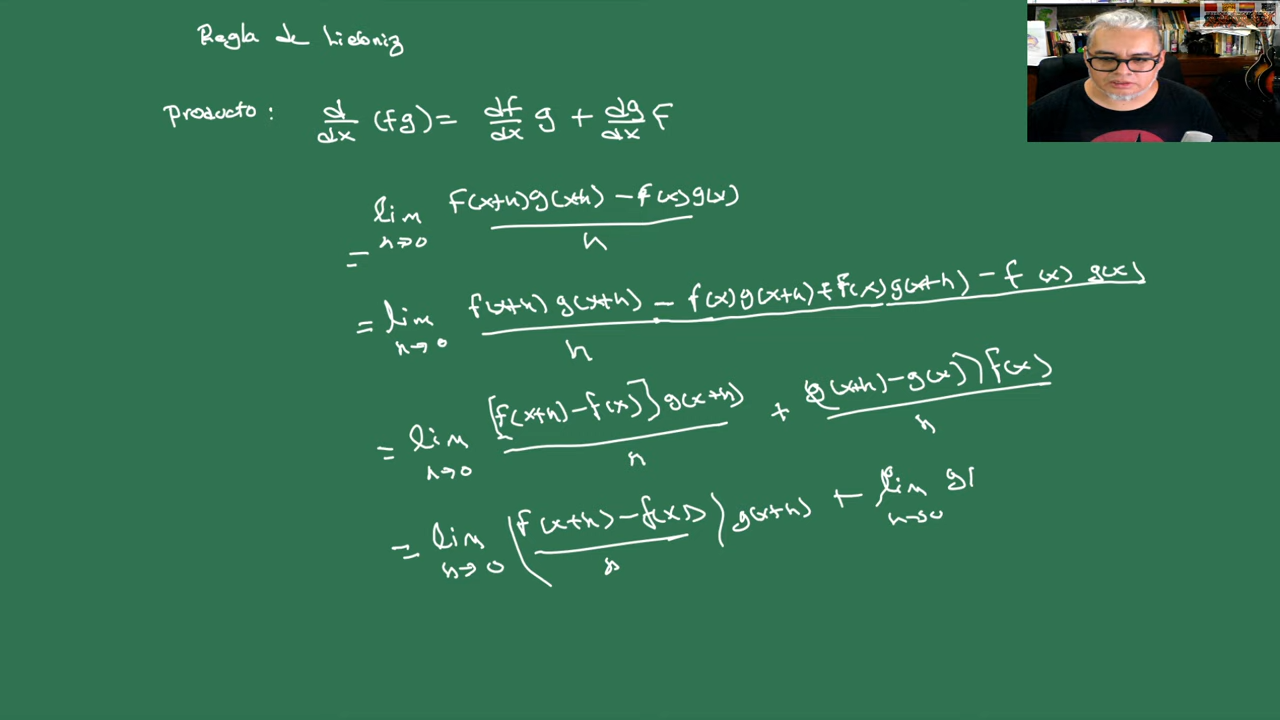 Regla de Liebniz
Producto: d/dx (fg) = df/dx g + dg/dx f
= lim h→0 f(x+h)g(x+h) - f(x)g(x) / h
= lim h→0 f(x+h)g(x+h) - f(x)g(x+h) + f(x)g(x+h) - f(x)g(x) / h
= lim h→0 [f(x+h) - f(x)]g(x+h) / h + (g(x+h) - g(x))f(x) / h
= lim h→0 (f(x+h) - f(x) / h) g(x+h) + lim h→0 g(